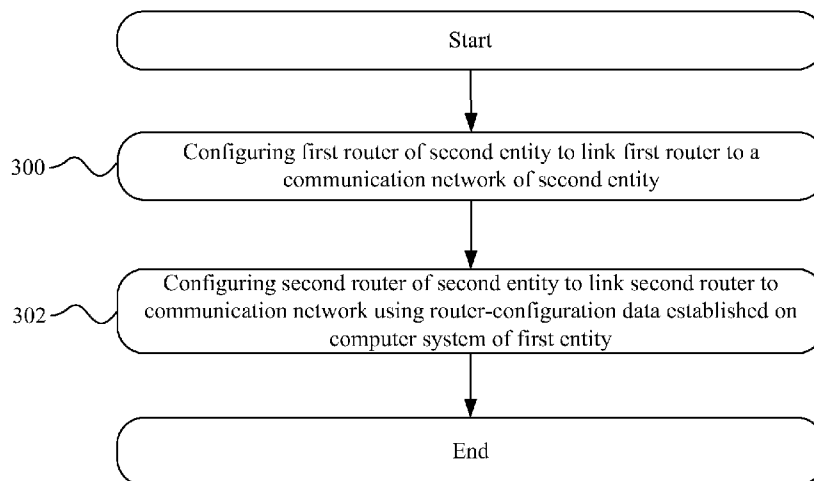 Start
300
Configuring first router of second entity to link first router to a
communication network of second entity
302
Configuring second router of second entity to link second router to
communication network using router-configuration data established on
computer system of first entity
End